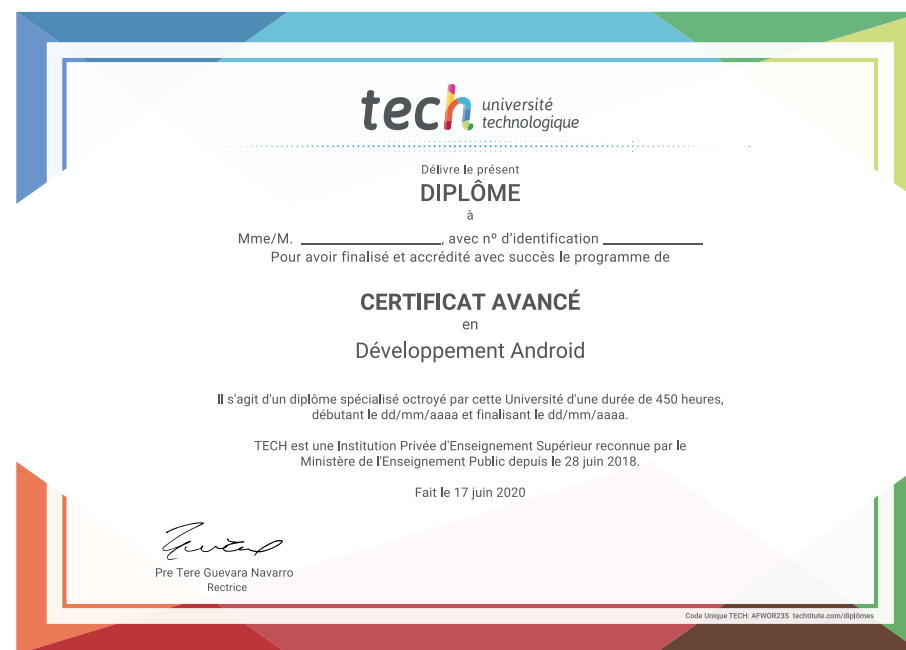 tech université
technologique
Délivre le présent
DIPLÔME
à
Mme/M. ____________________, avec nº d'identification ______________
Pour avoir finalisé et accrédité avec succès le programme de
CERTIFICAT AVANCÉ
en
Développement Android
Il s'agit d'un diplôme spécialisé octroyé par cette Université d'une durée de 450 heures,
débutant le dd/mm/aaaa et finalisant le dd/mm/aaaa.
TECH est une Institution Privée d'Enseignement Supérieur reconnue par le
Ministère de l'Enseignement Public depuis le 28 juin 2018.
Fait le 17 juin 2020
Pre Tere Guevara Navarro
Rectrice
Code Unique TECH: AFWOR23S techtitute.com/diplômes